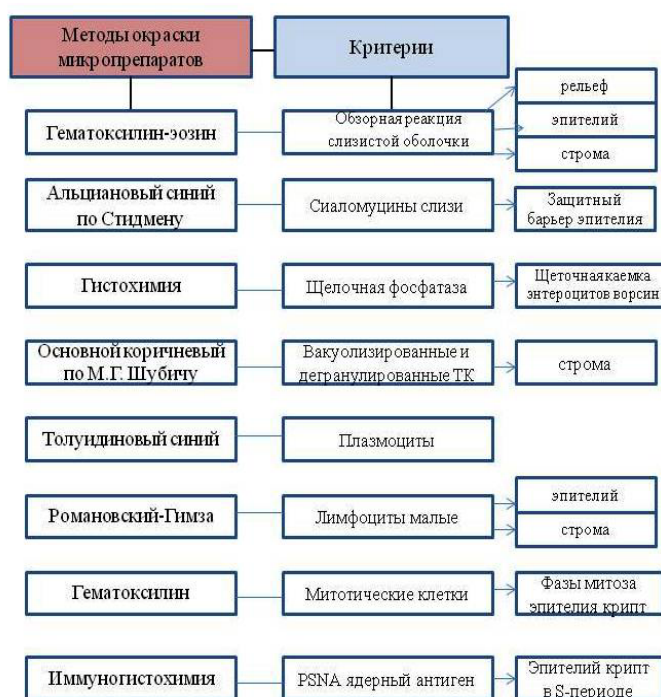 Методы окраски
микропрепаратов
Критерии
Гематоксилин-эозин
Обзорная реакция
слизистой оболочки
рельеф
эпителий
строма
Альциановый синий
по Стидмену
Сиаломуцины слизи
Защитный
барьер эпителия
Гистохимия
Щелочная фосфатаза
Щеточная каемка
энтероцитов ворсин
Основной коричневый
по М.Г. Шубичу
Вакуолизированные и
дегранулированные ТК
строма
Толуидиновый синий
Плазмоциты
Романовский-Гимза
Лимфоциты малые
эпителий
строма
Гематоксилин
Митотические клетки
Фазы митоза
эпителия крипт
Иммуногистохимия
PSNA ядерный антиген
Эпителий крипт
в S-периоде